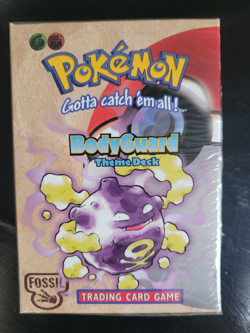 POKéMON
Gotta catch 'em all!
BodyGuard
Theme Deck
FOSSIL
TRADING CARD GAME